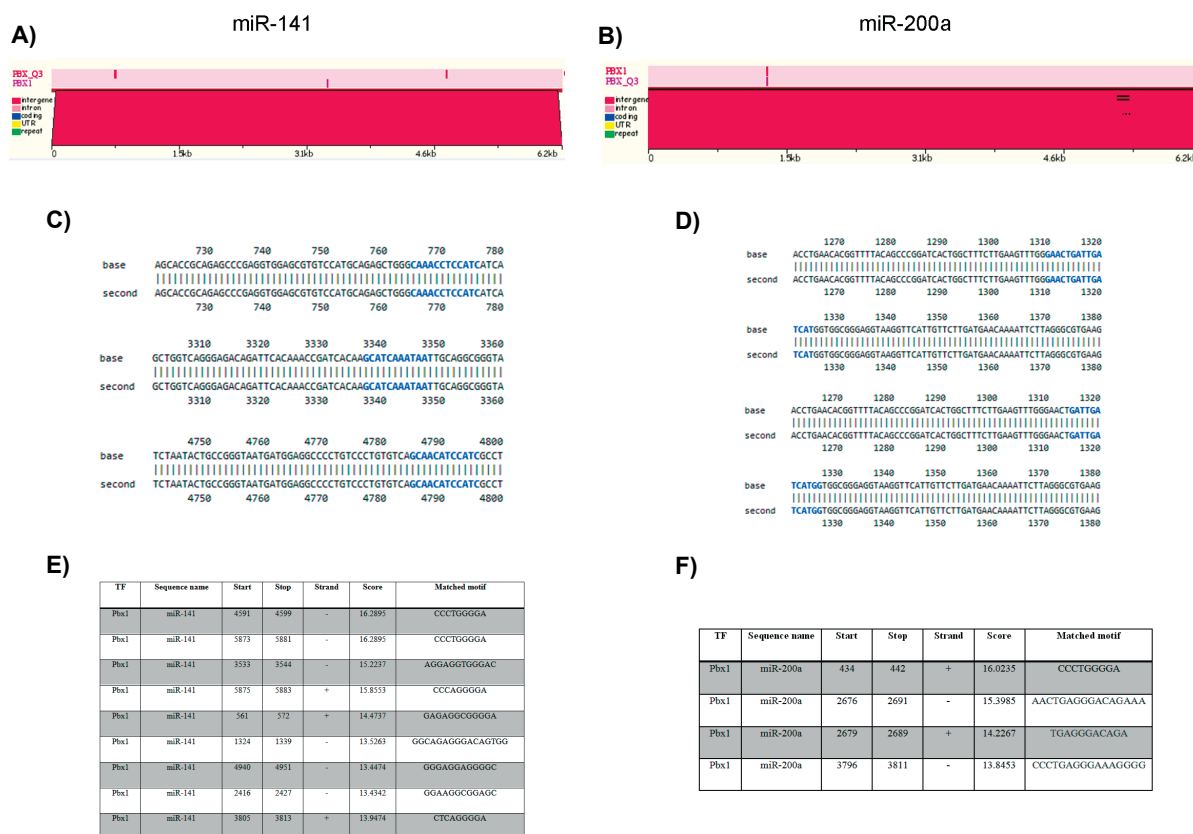 miR-141
miR-200a
A)
PBX_Q3
PBX1
intergene
intron
coding
UTR
repeat
0 1.5kb 3.1kb 4.6kb 6.2kb
B)
PBX1
PBX_Q3
intergene
intron
coding
UTR
repeat
0 1.5kb 3.1kb 4.6kb 6.2kb
C)
730 740 750 760 770 780
base AGCACCGCAGAGCCCGAGGTGGAGCGTGTCCATGCAGAGCTGGGCAAACCTCCATCATCA
second AGCACCGCAGAGCCCGAGGTGGAGCGTGTCCATGCAGAGCTGGGCAAACCTCCATCATCA
730 740 750 760 770 780
3310 3320 3330 3340 3350 3360
base GCTGGTCAGGGAGACAGATTCACAAACCGATCACAAGCATCAAATAATTGCAGGCGGGTA
second GCTGGTCAGGGAGACAGATTCACAAACCGATCACAAGCATCAAATAATTGCAGGCGGGTA
3310 3320 3330 3340 3350 3360
4750 4760 4770 4780 4790 4800
base TCTAATACTGCCGGGTAATGATGGAGGCCCCTGTCCCTGTGTCAGCAACATCCATCGCCT
second TCTAATACTGCCGGGTAATGATGGAGGCCCCTGTCCCTGTGTCAGCAACATCCATCGCCT
4750 4760 4770 4780 4790 4800
D)
1270 1280 1290 1300 1310 1320
base ACCTGAACACGGTTTTACAGCCCGGATCACTGGCTTTCTTGAAGTTTGGGAACTGATTGA
second ACCTGAACACGGTTTTACAGCCCGGATCACTGGCTTTCTTGAAGTTTGGGAACTGATTGA
1270 1280 1290 1300 1310 1320
1330 1340 1350 1360 1370 1380
base TCATGGTGGCGGGAGGTAAGGTTCATTGTTCTTGATGAACAAAATTCTTAGGGCGTGAAG
second TCATGGTGGCGGGAGGTAAGGTTCATTGTTCTTGATGAACAAAATTCTTAGGGCGTGAAG
1330 1340 1350 1360 1370 1380
1270 1280 1290 1300 1310 1320
base ACCTGAACACGGTTTTACAGCCCGGATCACTGGCTTTCTTGAAGTTTGGGAACTGATTGA
second ACCTGAACACGGTTTTACAGCCCGGATCACTGGCTTTCTTGAAGTTTGGGAACTGATTGA
1270 1280 1290 1300 1310 1320
1330 1340 1350 1360 1370 1380
base TCATGGTGGCGGGAGGTAAGGTTCATTGTTCTTGATGAACAAAATTCTTAGGGCGTGAAG
second TCATGGTGGCGGGAGGTAAGGTTCATTGTTCTTGATGAACAAAATTCTTAGGGCGTGAAG
1330 1340 1350 1360 1370 1380
E)
TF Sequence name Start Stop Strand Score Matched motif
Pbx1 miR-141 4591 4599 - 16.2895 CCCTGGGGA
Pbx1 miR-141 5873 5881 - 16.2895 CCCTGGGGA
Pbx1 miR-141 3533 3544 - 15.2237 AGGAGGTGGGAC
Pbx1 miR-141 5875 5883 + 15.8553 CCCAGGGGA
Pbx1 miR-141 561 572 + 14.4737 GAGAGGCGGGGA
Pbx1 miR-141 1324 1339 - 13.5263 GGCAGAGGGACAGTGG
Pbx1 miR-141 4940 4951 - 13.4474 GGGAGGAGGGGC
Pbx1 miR-141 2416 2427 - 13.4342 GGAAGGCGGAGC
Pbx1 miR-141 3805 3813 + 13.9474 CTCAGGGGA
F)
TF Sequence name Start Stop Strand Score Matched motif
Pbx1 miR-200a 434 442 + 16.0235 CCCTGGGGA
Pbx1 miR-200a 2676 2691 - 15.3985 AACTGAGGGACAGAAA
Pbx1 miR-200a 2679 2689 + 14.2267 TGAGGGACAGA
Pbx1 miR-200a 3796 3811 - 13.8453 CCCTGAGGGAAAGGGG